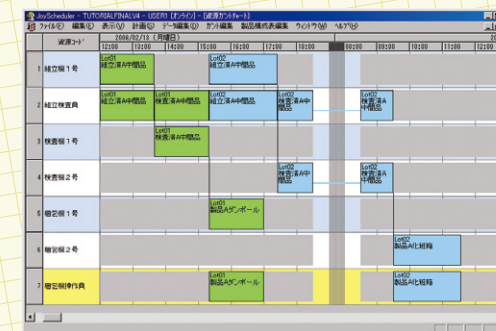 JoyScheduler - TUTORIALFINALV4 - USER1 [オンライン] - [資源ガントチャート]
ファイル(F) 編集(E) 表示(V) 計画(S) データ編集(D) ガント編集 製品構成表編集 ウィンドウ(W) ヘルプ(H)
資源コード 2006/02/13 (月曜日) 20
12:00 13:00 14:00 15:00 16:00 17:00 18:00 00:00 09:00 10:00 11:00 12:00
1 組立機1号 Lot01 Lot02
組立済A中間品 組立済A中間品
2 組立検査員 Lot01 Lot01 Lot02 Lot02 Lot02
組立済A中間品 検査済A中間品 組立済A中間品 検査済A中間品 検査済A中間品
3 検査機1号 Lot01
検査済A中間品
4 検査機2号 Lot02 Lot02
検査済A中間品 検査済A中間品
5 梱包機1号 Lot01
製品Aダンボール
6 梱包機2号 Lot02
製品A化粧箱
7 梱包機操作員 Lot01 Lot02
製品Aダンボール 製品A化粧箱